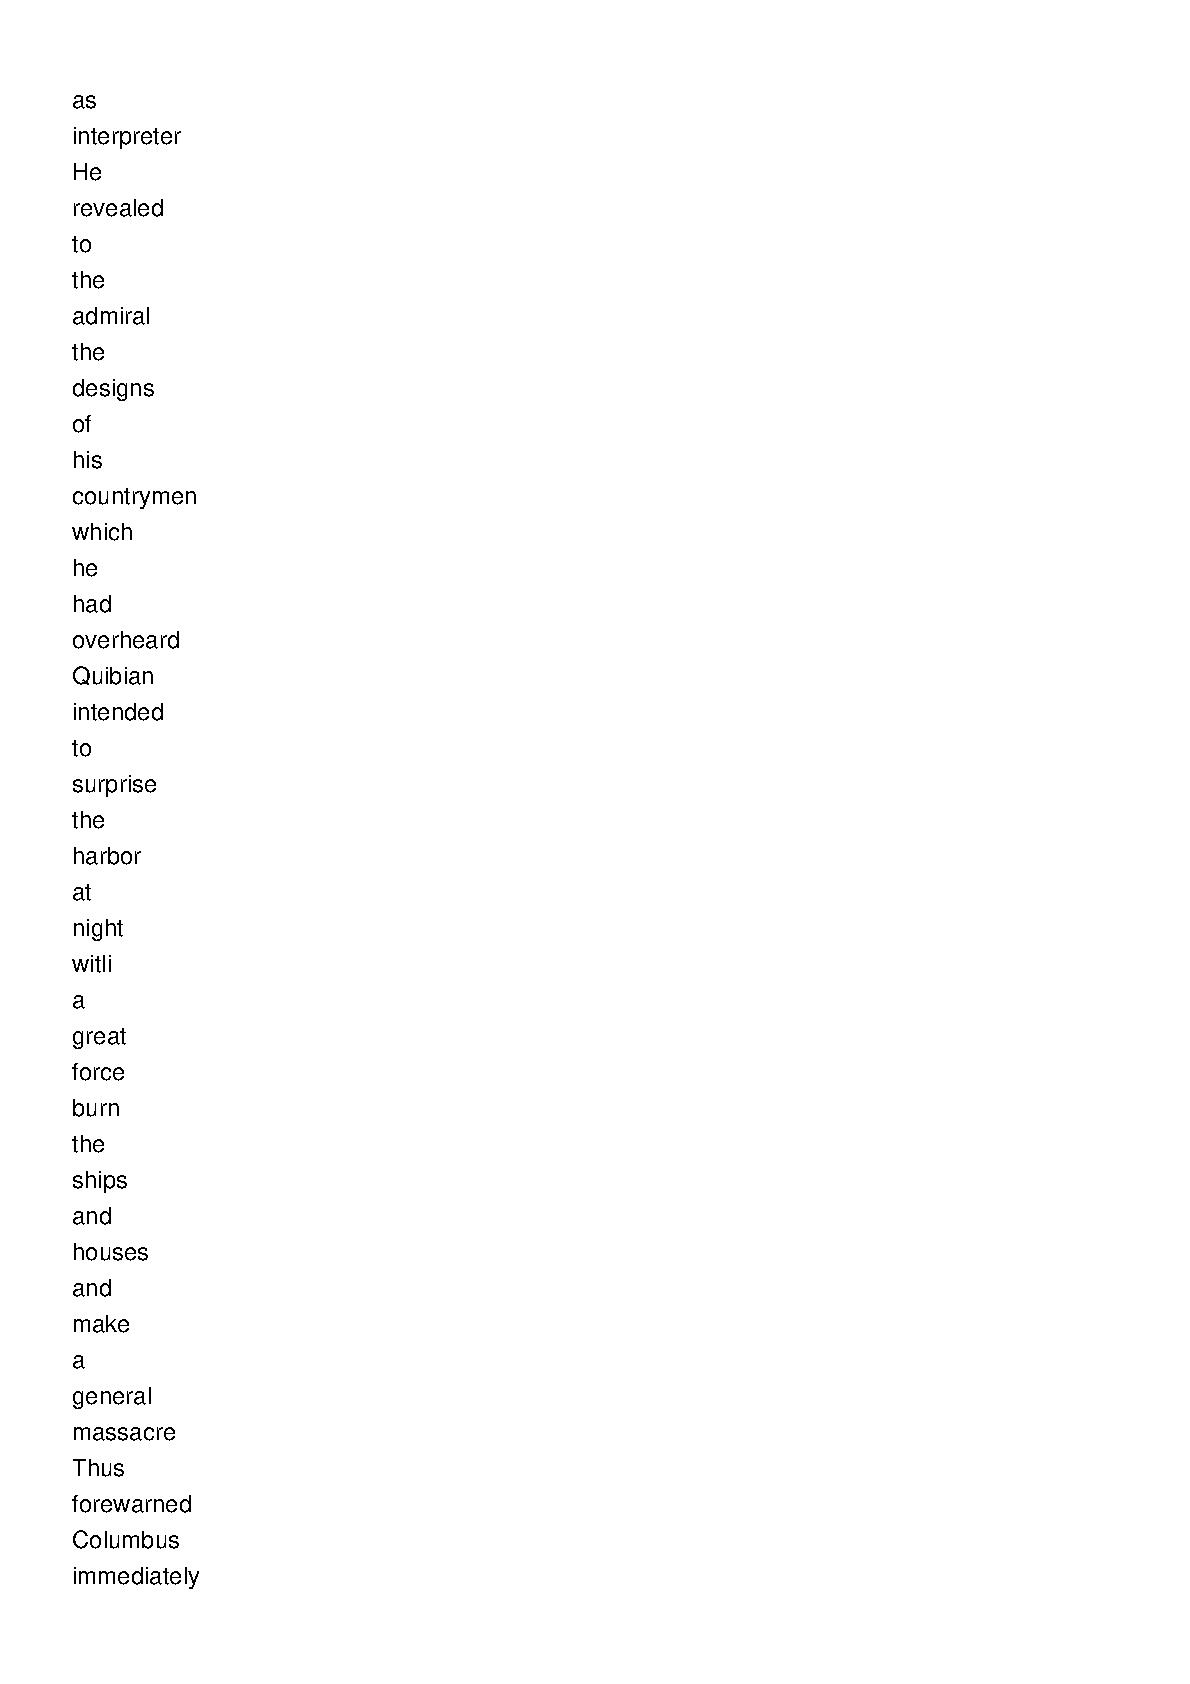 as
interpreter
He
revealed
to
the
admiral
the
designs
of
his
countrymen
which
he
had
overheard
Quibian
intended
to
surprise
the
harbor
at
night
witli
a
great
force
burn
the
ships
and
houses
and
make
a
general
massacre
Thus
forewarned
Columbus
immediately